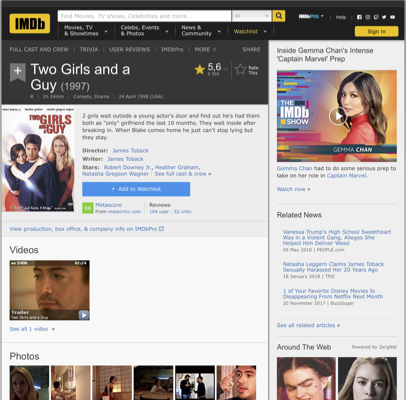 IMDb
Find Movies, TV shows, Celebrities and more...
All
Movies, TV & Showtimes
Celebs, Events & Photos
News & Community
Watchlist
IMDbPro
Help
Sign in
FULL CAST AND CREW | TRIVIA | USER REVIEWS | IMDbPro | MORE
SHARE
Two Girls and a Guy (1997)
5,6
Rate This
R | 1h 24min | Comedy, Drama | 24 April 1998 (USA)
TWO GIRLS AND A GUY
2 girls wait outside a young actor's door and find out he's had them
both as "only" girlfriend the last 10 months. They wait inside after
breaking in. When Blake comes home he just can't stop lying but
they stay.
Director: James Toback
Writer: James Toback
Stars: Robert Downey Jr., Heather Graham,
Natasha Gregson Wagner | See full cast & crew »
+ Add to Watchlist
66
Metascore
From metacritic.com
Reviews
104 user | 52 critic
View production, box office, & company info on IMDbPro
Videos
on IMDb
02:24
Trailer
Two Girls and a Guy
See all 1 video »
Photos
Inside Gemma Chan's Intense
'Captain Marvel' Prep
THE IMDb SHOW
GEMMA CHAN
Gemma Chan had to do some serious prep
to take her role in Captain Marvel.
Watch now »
Related News
Vanessa Trump's High School Sweetheart
Was in a Violent Gang, Alleges She
Helped Him Deliver Weed
09 May 2018 | PEOPLE.com
Natasha Leggero Claims James Toback
Sexually Harassed Her 20 Years Ago
18 January 2018 | TMZ
1 of Your Favorite Disney Movies Is
Disappearing From Netflix Next Month
20 November 2017 | BuzzSugar
See all related articles »
Around The Web
Powered by ZergNet